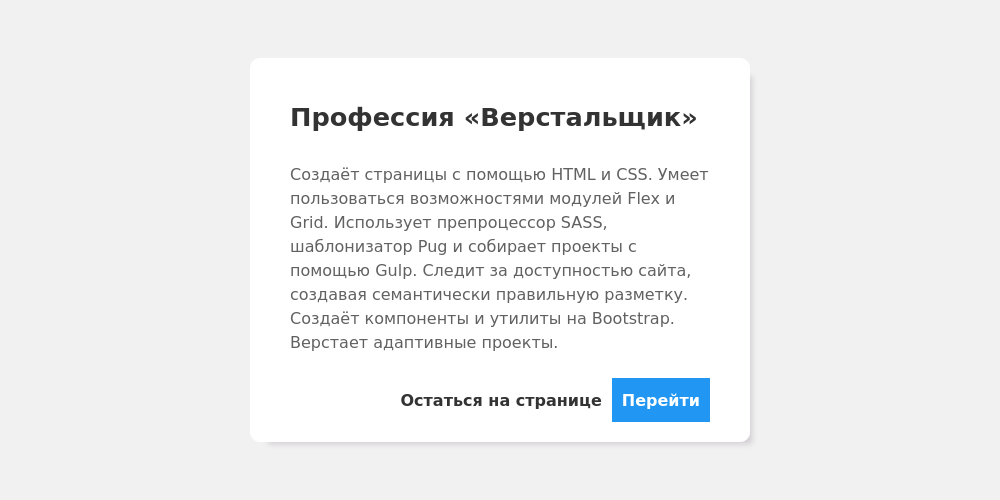 Профессия «Верстальщик»
Создаёт страницы с помощью HTML и CSS. Умеет
пользоваться возможностями модулей Flex и
Grid. Использует препроцессор SASS,
шаблонизатор Pug и собирает проекты с
помощью Gulp. Следит за доступностью сайта,
создавая семантически правильную разметку.
Создаёт компоненты и утилиты на Bootstrap.
Верстает адаптивные проекты.
Остаться на странице Перейти